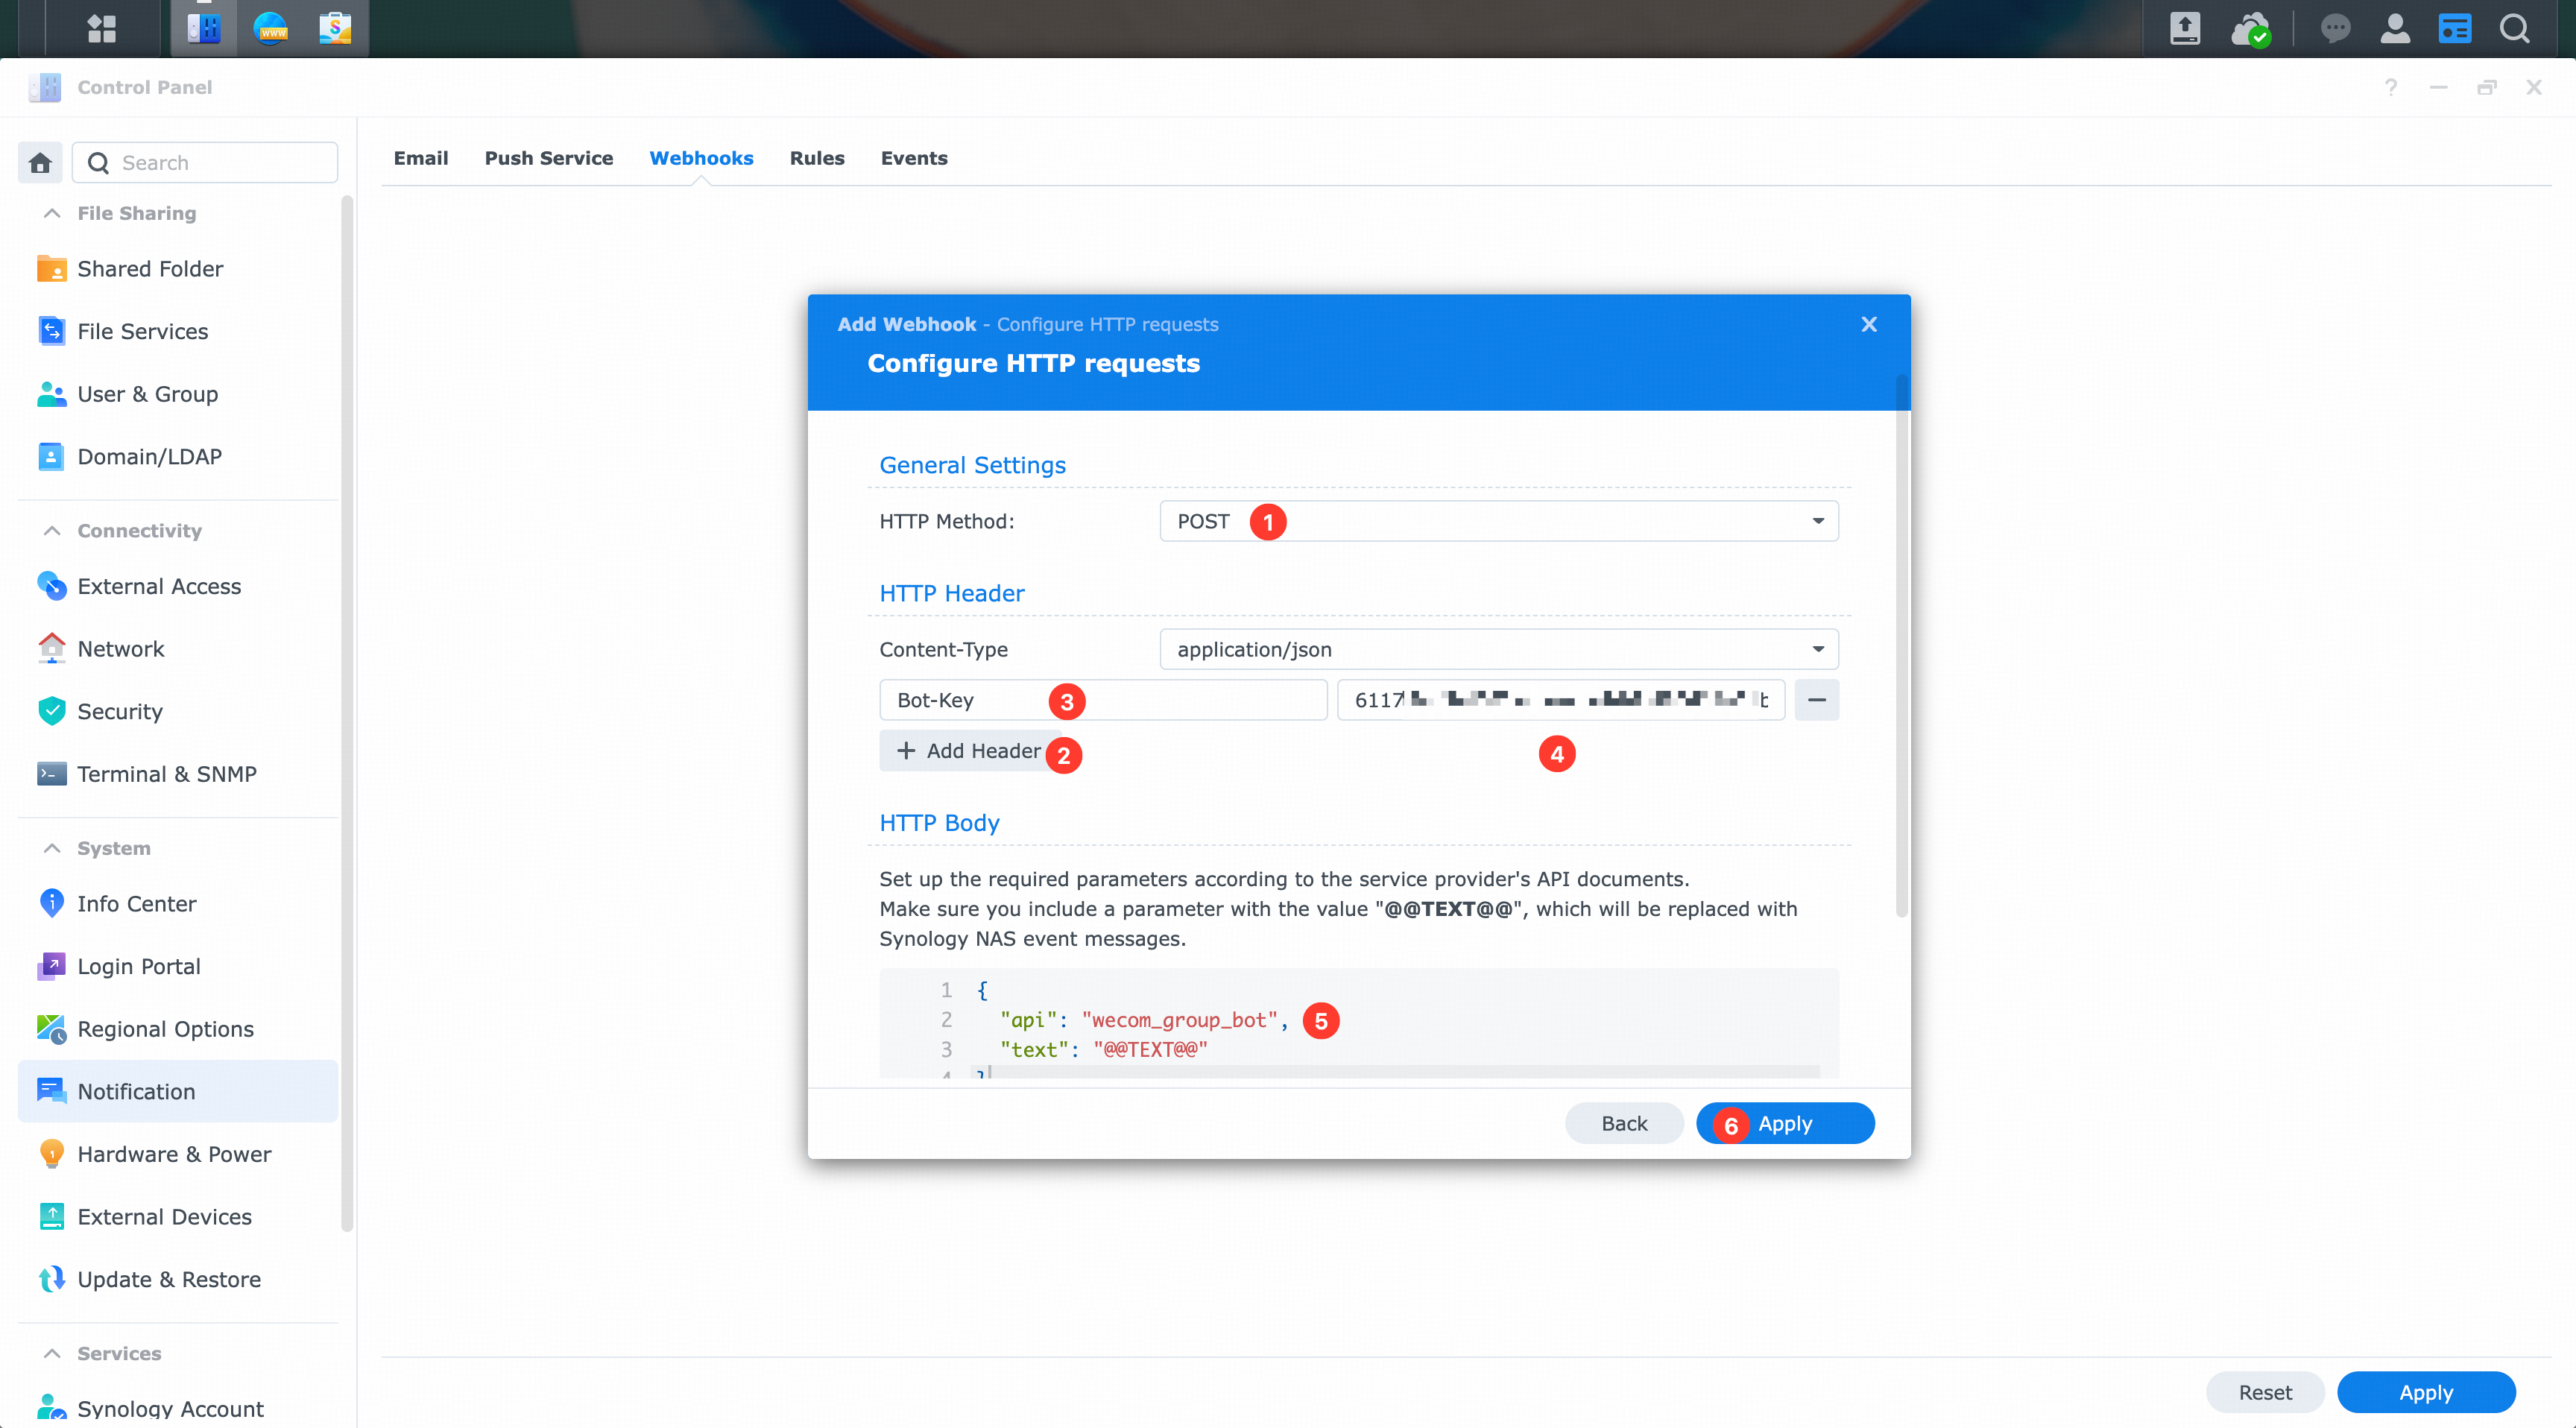 Control Panel
Search
File Sharing
Shared Folder
File Services
User & Group
Domain/LDAP
Connectivity
External Access
Network
Security
Terminal & SNMP
System
Info Center
Login Portal
Regional Options
Notification
Hardware & Power
External Devices
Update & Restore
Services
Synology Account
Email Push Service Webhooks Rules Events
Add Webhook - Configure HTTP requests
Configure HTTP requests
General Settings
HTTP Method: POST 1
HTTP Header
Content-Type application/json
Bot-Key 3 6117 b
+ Add Header 2 4
HTTP Body
Set up the required parameters according to the service provider's API documents.
Make sure you include a parameter with the value "@@TEXT@@", which will be replaced with
Synology NAS event messages.
1 {
2 "api": "wecom_group_bot", 5
3 "text": "@@TEXT@@"
4 }
Back 6 Apply
Reset Apply